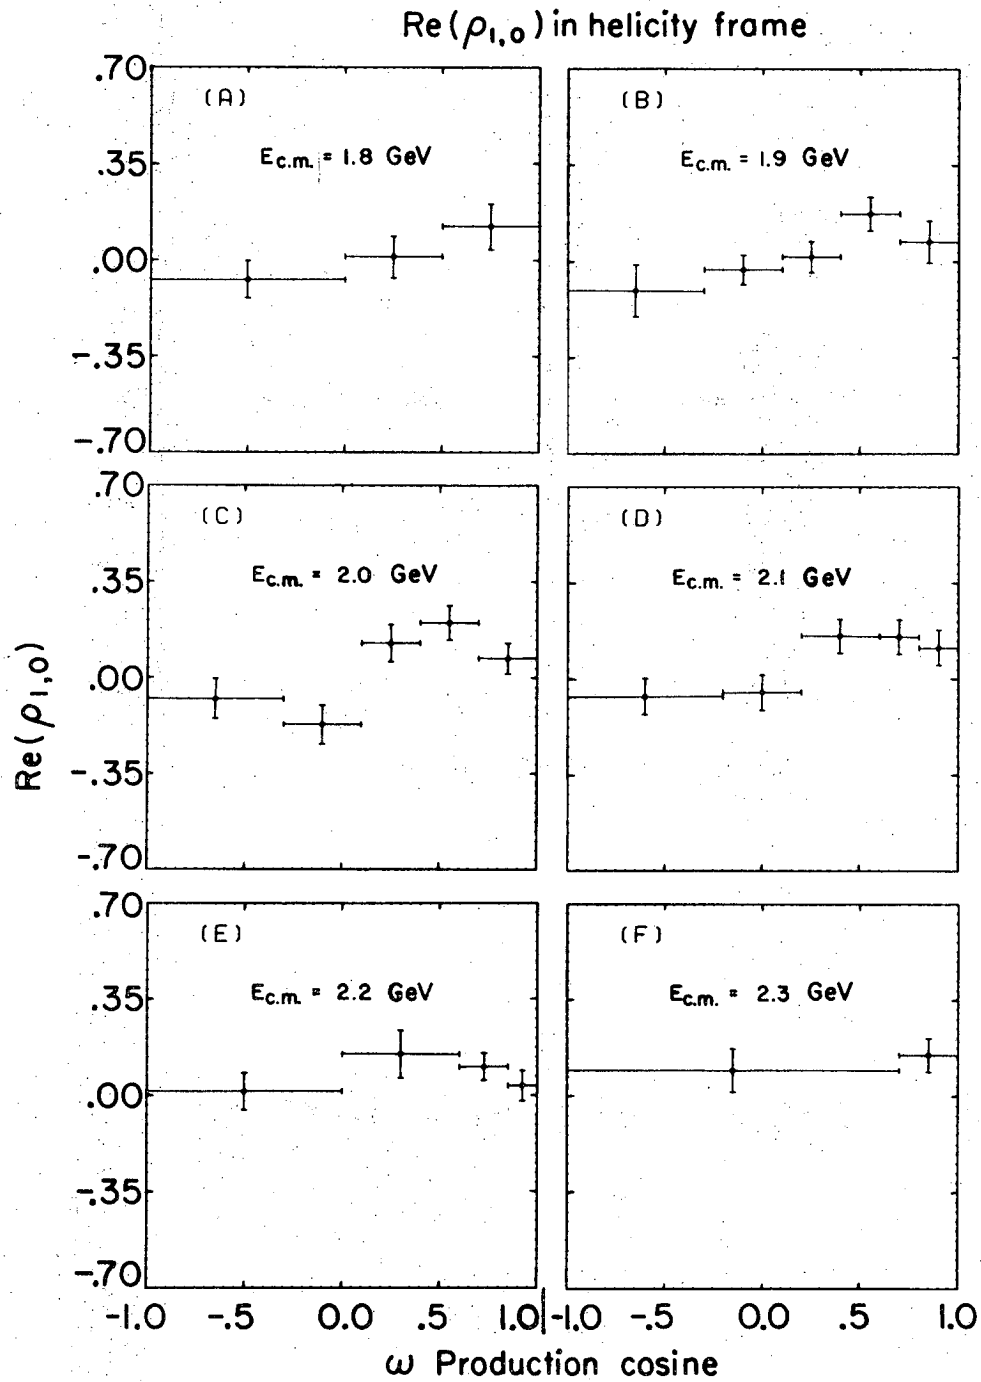 Re(ρ1,0) in helicity frame
.70
(A)
(B)
Ec.m. = 1.8 GeV
Ec.m. = 1.9 GeV
.35
.00
-.35
-.70
.70
(C)
(D)
Ec.m. = 2.0 GeV
Ec.m. = 2.1 GeV
.35
.00
-.35
-.70
Re(ρ1,0)
.70
(E)
(F)
Ec.m. = 2.2 GeV
Ec.m. = 2.3 GeV
.35
.00
-.35
-.70
-1.0 -.5 0.0 .5 1.0 -1.0 -.5 0.0 .5 1.0
ω Production cosine